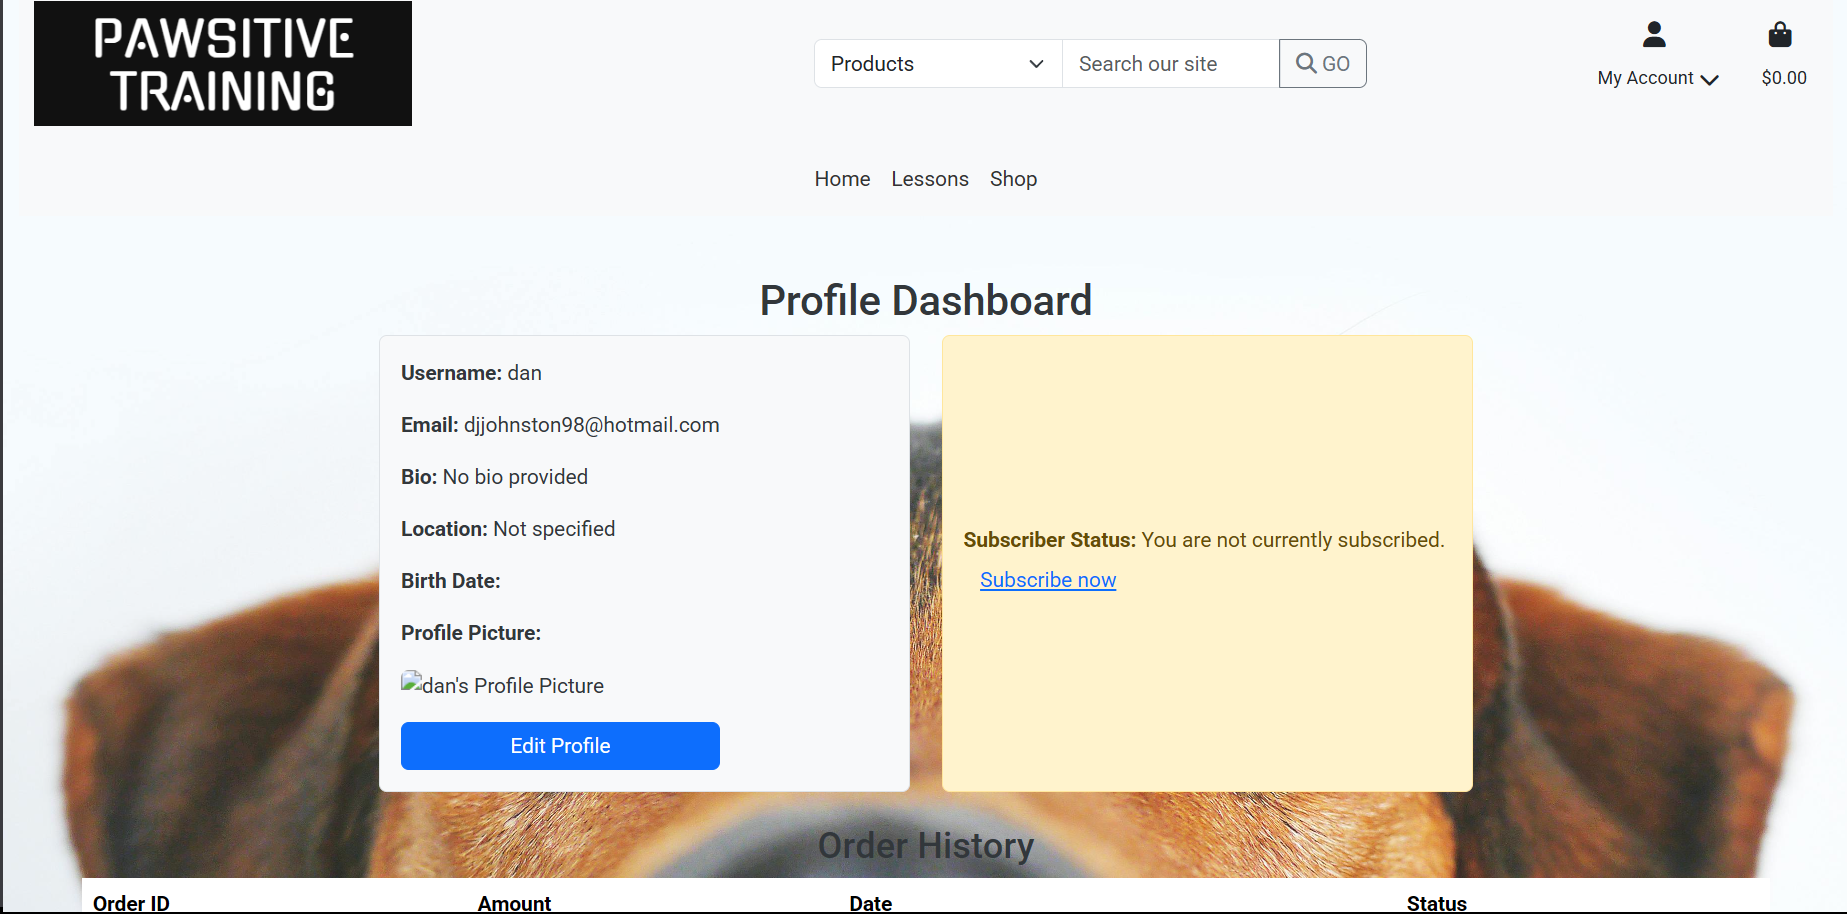 PAWSITIVE
TRAINING
Products
Search our site
GO
My Account
$0.00
Home Lessons Shop
Profile Dashboard
Username: dan
Email: djjohnston98@hotmail.com
Bio: No bio provided
Location: Not specified
Birth Date:
Profile Picture:
dan's Profile Picture
Edit Profile
Subscriber Status: You are not currently subscribed.
Subscribe now
Order History
Order ID Amount Date Status